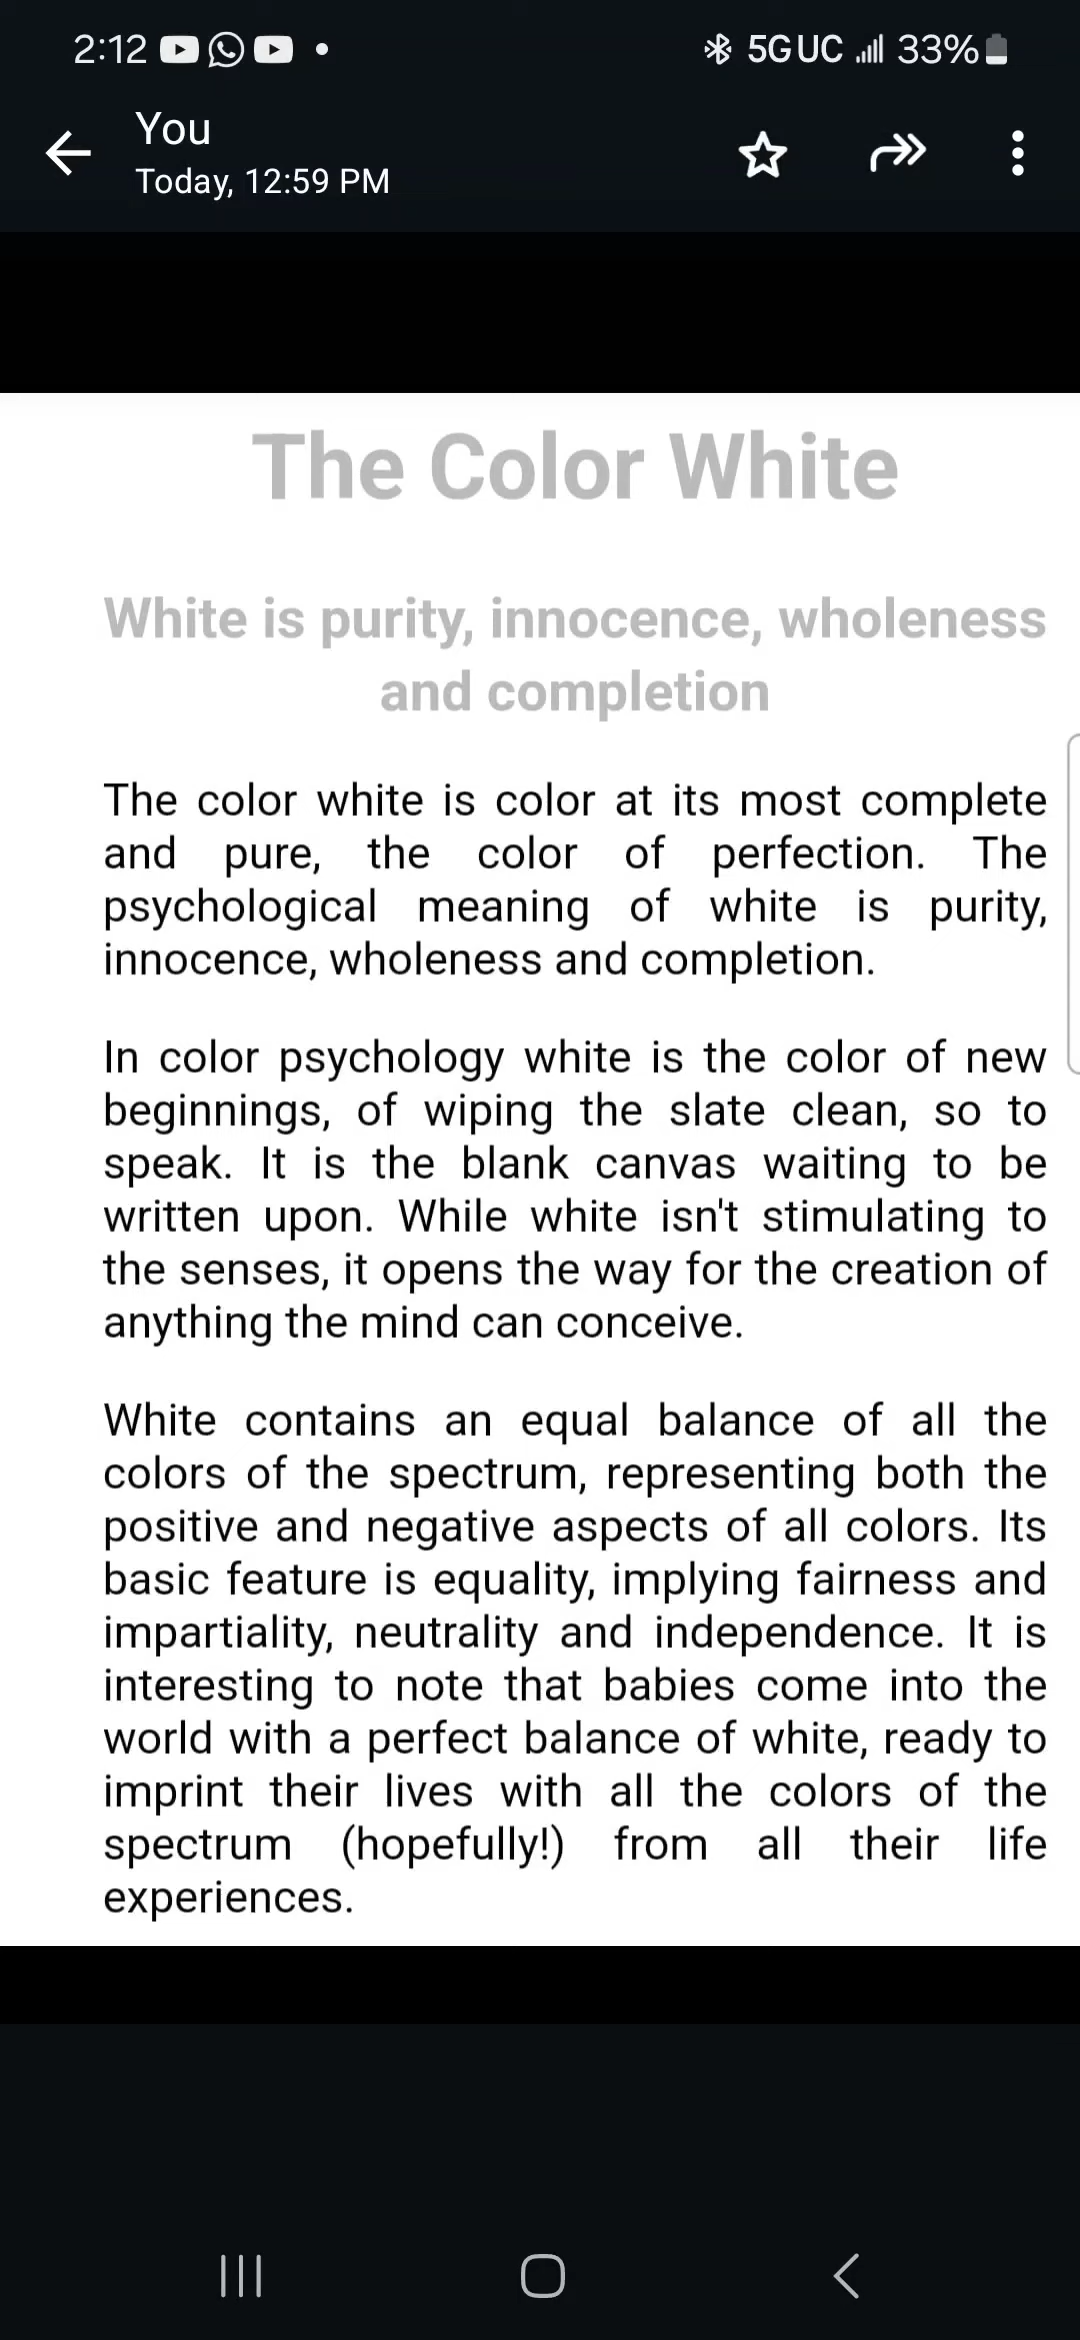 2:12
5GUC 33%
You
Today, 12:59 PM
The Color White
White is purity, innocence, wholeness
and completion
The color white is color at its most complete
and pure, the color of perfection. The
psychological meaning of white is purity,
innocence, wholeness and completion.
In color psychology white is the color of new
beginnings, of wiping the slate clean, so to
speak. It is the blank canvas waiting to be
written upon. While white isn't stimulating to
the senses, it opens the way for the creation of
anything the mind can conceive.
White contains an equal balance of all the
colors of the spectrum, representing both the
positive and negative aspects of all colors. Its
basic feature is equality, implying fairness and
impartiality, neutrality and independence. It is
interesting to note that babies come into the
world with a perfect balance of white, ready to
imprint their lives with all the colors of the
spectrum (hopefully!) from all their life
experiences.